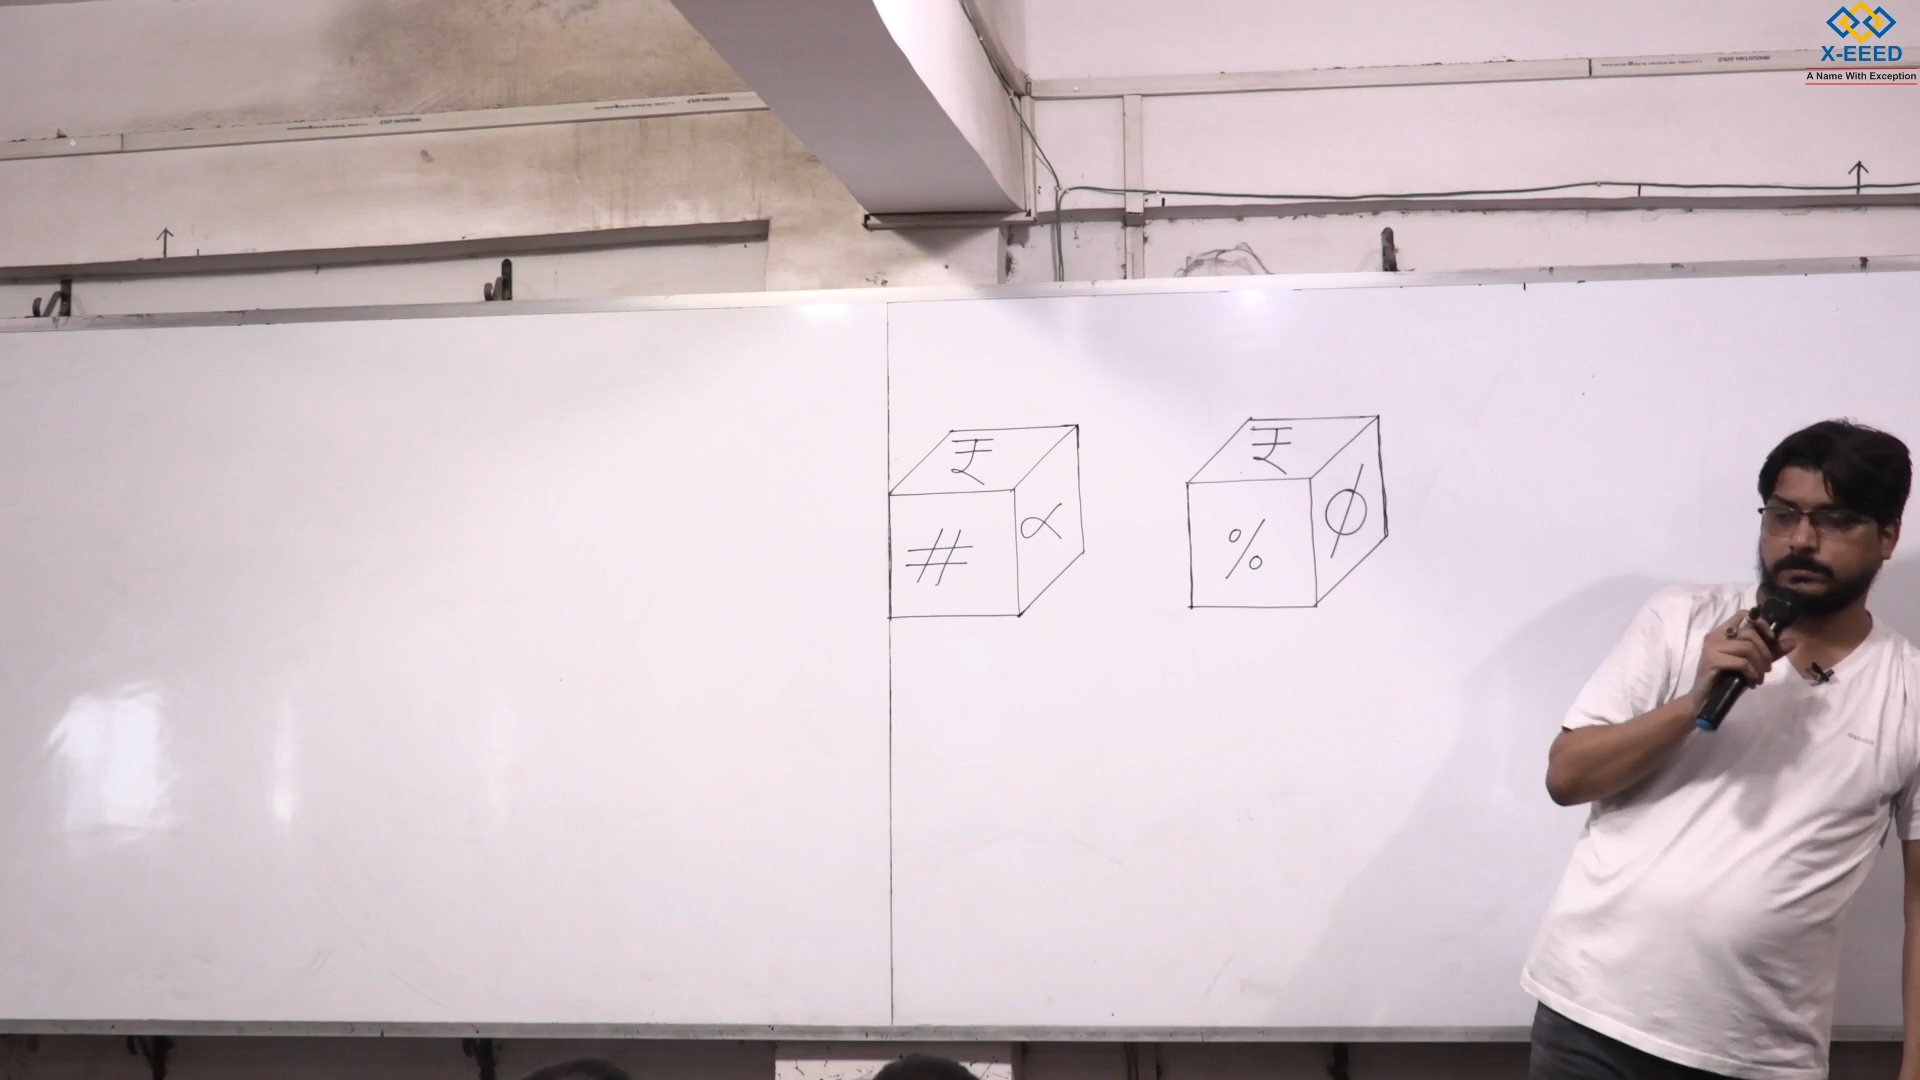 X-EEED
A Name With Exception
₹
₹
# α
% ϕ